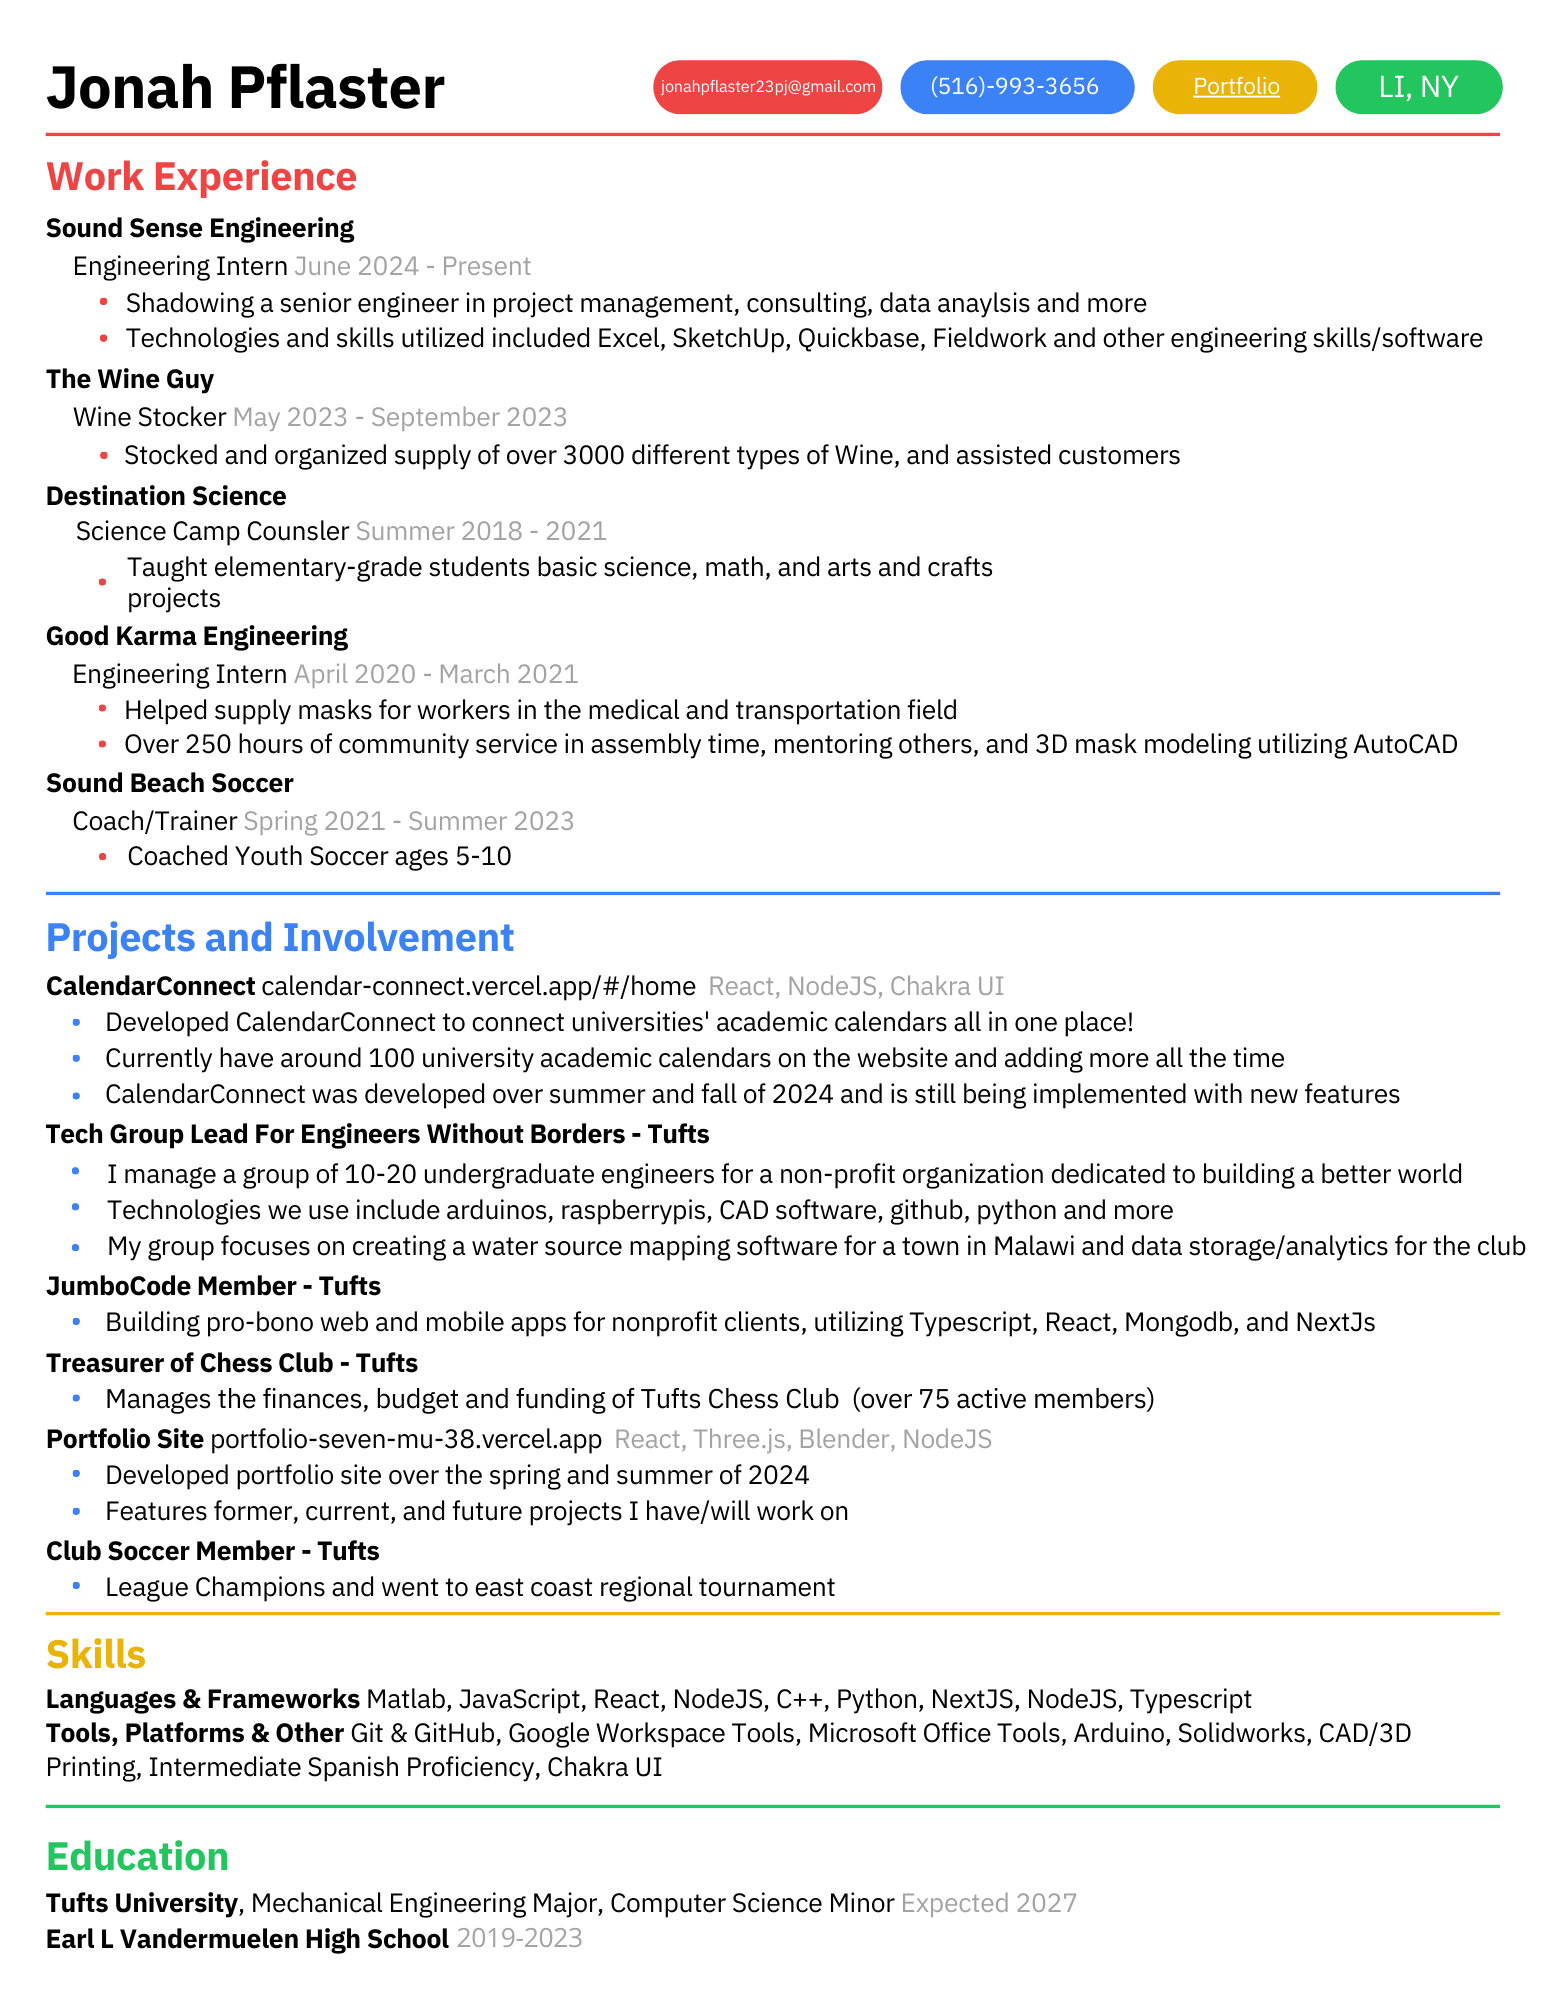 Jonah Pflaster
jonahpflaster23pj@gmail.com
(516)-993-3656
Portfolio
LI, NY
Work Experience
Sound Sense Engineering
Engineering Intern June 2024 - Present
• Shadowing a senior engineer in project management, consulting, data anaylsis and more
• Technologies and skills utilized included Excel, SketchUp, Quickbase, Fieldwork and other engineering skills/software
The Wine Guy
Wine Stocker May 2023 - September 2023
• Stocked and organized supply of over 3000 different types of Wine, and assisted customers
Destination Science
Science Camp Counsler Summer 2018 - 2021
• Taught elementary-grade students basic science, math, and arts and crafts
projects
Good Karma Engineering
Engineering Intern April 2020 - March 2021
• Helped supply masks for workers in the medical and transportation field
• Over 250 hours of community service in assembly time, mentoring others, and 3D mask modeling utilizing AutoCAD
Sound Beach Soccer
Coach/Trainer Spring 2021 - Summer 2023
• Coached Youth Soccer ages 5-10
Projects and Involvement
CalendarConnect calendar-connect.vercel.app/#/home React, NodeJS, Chakra UI
• Developed CalendarConnect to connect universities' academic calendars all in one place!
• Currently have around 100 university academic calendars on the website and adding more all the time
• CalendarConnect was developed over summer and fall of 2024 and is still being implemented with new features
Tech Group Lead For Engineers Without Borders - Tufts
• I manage a group of 10-20 undergraduate engineers for a non-profit organization dedicated to building a better world
• Technologies we use include arduinos, raspberrypis, CAD software, github, python and more
• My group focuses on creating a water source mapping software for a town in Malawi and data storage/analytics for the club
JumboCode Member - Tufts
• Building pro-bono web and mobile apps for nonprofit clients, utilizing Typescript, React, Mongodb, and NextJs
Treasurer of Chess Club - Tufts
• Manages the finances, budget and funding of Tufts Chess Club (over 75 active members)
Portfolio Site portfolio-seven-mu-38.vercel.app React, Three.js, Blender, NodeJS
• Developed portfolio site over the spring and summer of 2024
• Features former, current, and future projects I have/will work on
Club Soccer Member - Tufts
• League Champions and went to east coast regional tournament
Skills
Languages & Frameworks Matlab, JavaScript, React, NodeJS, C++, Python, NextJS, NodeJS, Typescript
Tools, Platforms & Other Git & GitHub, Google Workspace Tools, Microsoft Office Tools, Arduino, Solidworks, CAD/3D
Printing, Intermediate Spanish Proficiency, Chakra UI
Education
Tufts University, Mechanical Engineering Major, Computer Science Minor Expected 2027
Earl L Vandermuelen High School 2019-2023